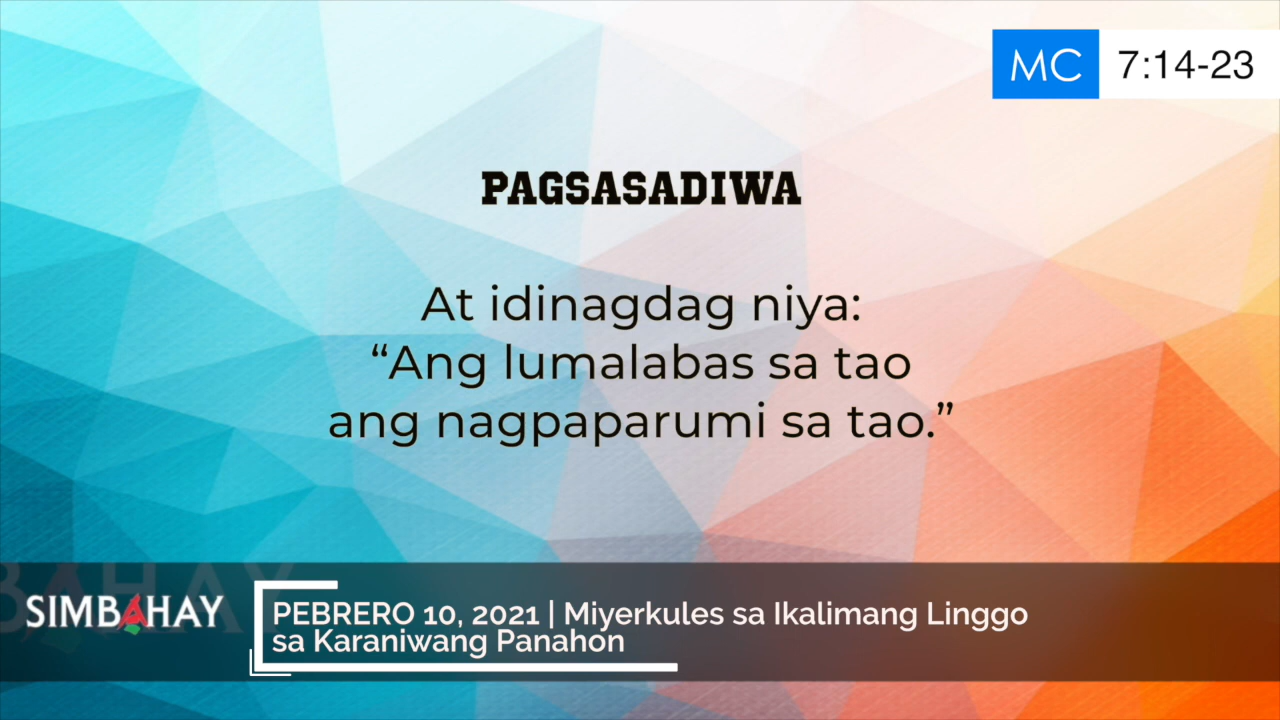 MC 7:14-23
PAGSASADIWA
At idinagdag niya:
“Ang lumalabas sa tao
ang nagpaparumi sa tao.”
SIMBAHAY
PEBRERO 10, 2021 | Miyerkules sa Ikalimang Linggo
sa Karaniwang Panahon